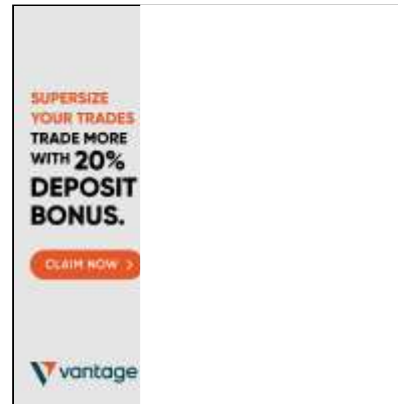 SUPERSIZE
YOUR TRADES
TRADE MORE
WITH 20%
DEPOSIT
BONUS.
CLAIM NOW >
vantage